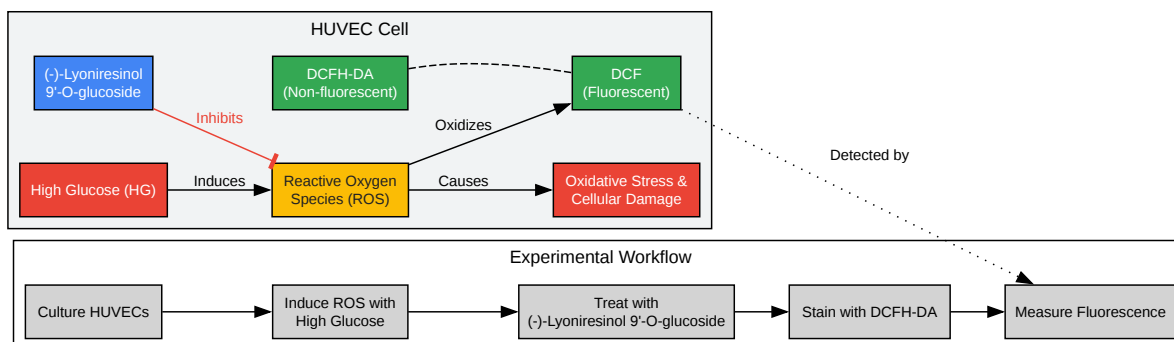 HUVEC Cell
(-)-Lyoniresinol
9'-O-glucoside
DCFH-DA
(Non-fluorescent)
DCF
(Fluorescent)
Inhibits
Oxidizes
Detected by
High Glucose (HG)
Induces
Reactive Oxygen
Species (ROS)
Causes
Oxidative Stress &
Cellular Damage
Experimental Workflow
Culture HUVECs
Induce ROS with
High Glucose
Treat with
(-)-Lyoniresinol 9'-O-glucoside
Stain with DCFH-DA
Measure Fluorescence